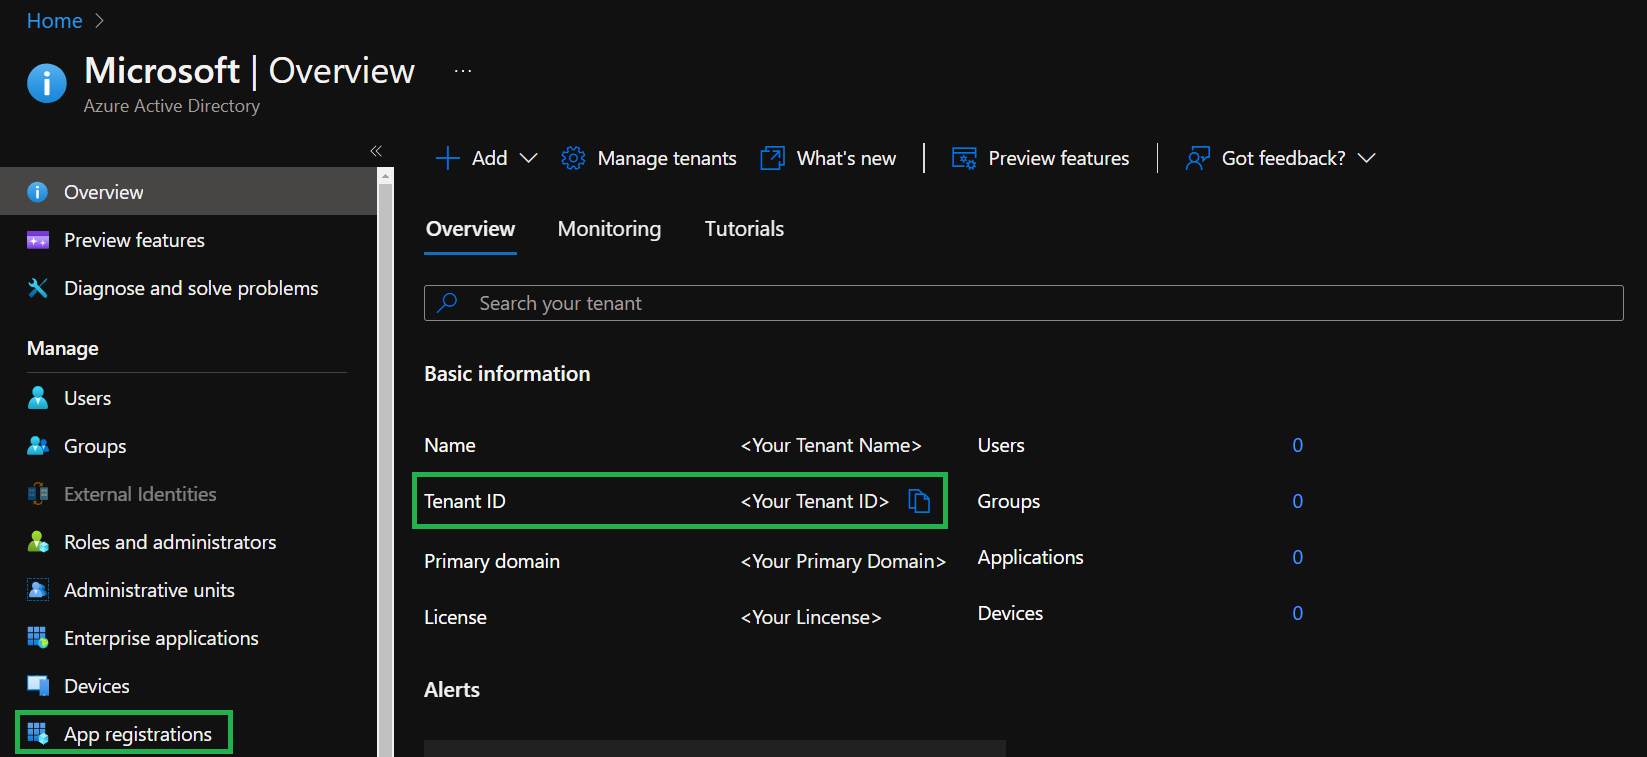 Home
Microsoft | Overview ...
Azure Active Directory
Add Manage tenants What's new Preview features Got feedback?
Overview
Preview features
Diagnose and solve problems
Manage
Users
Groups
External Identities
Roles and administrators
Administrative units
Enterprise applications
Devices
App registrations
Overview Monitoring Tutorials
Search your tenant
Basic information
Name <Your Tenant Name> Users 0
Tenant ID <Your Tenant ID> Groups 0
Primary domain <Your Primary Domain> Applications 0
License <Your Lincense> Devices 0
Alerts